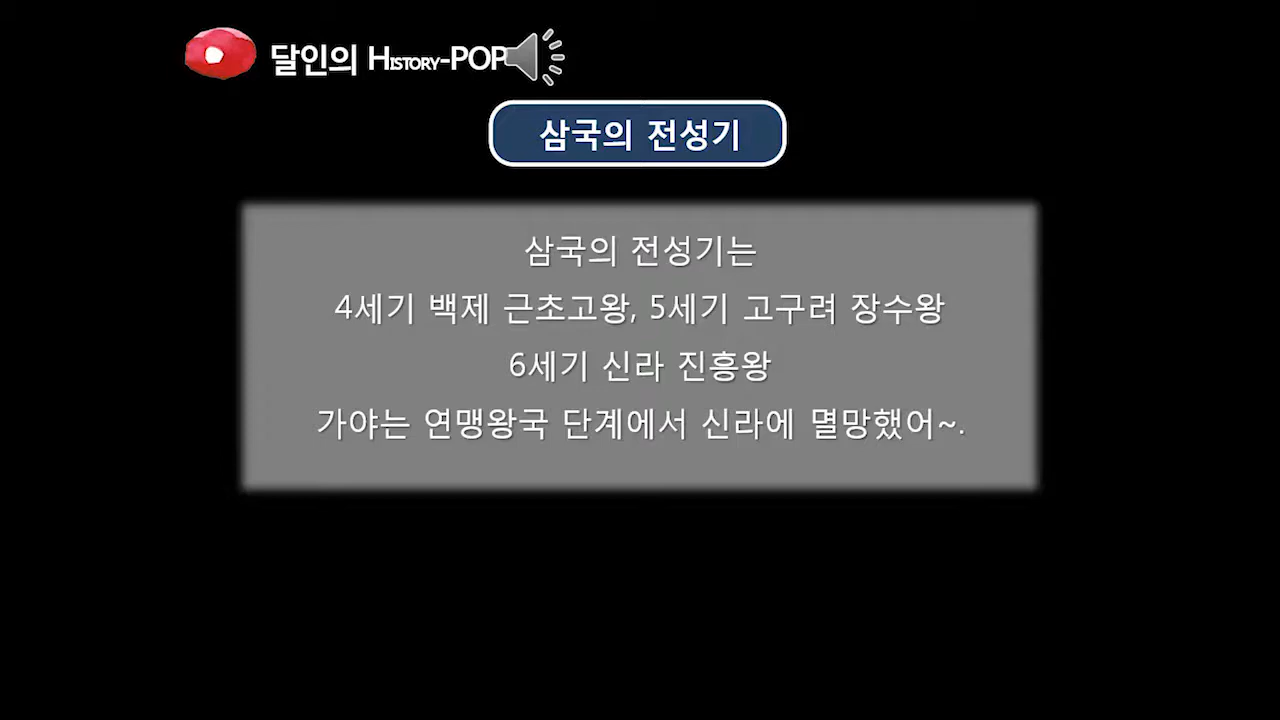 달인의 HISTORY-POP
삼국의 전성기
삼국의 전성기는
4세기 백제 근초고왕, 5세기 고구려 장수왕
6세기 신라 진흥왕
가야는 연맹왕국 단계에서 신라에 멸망했어~.